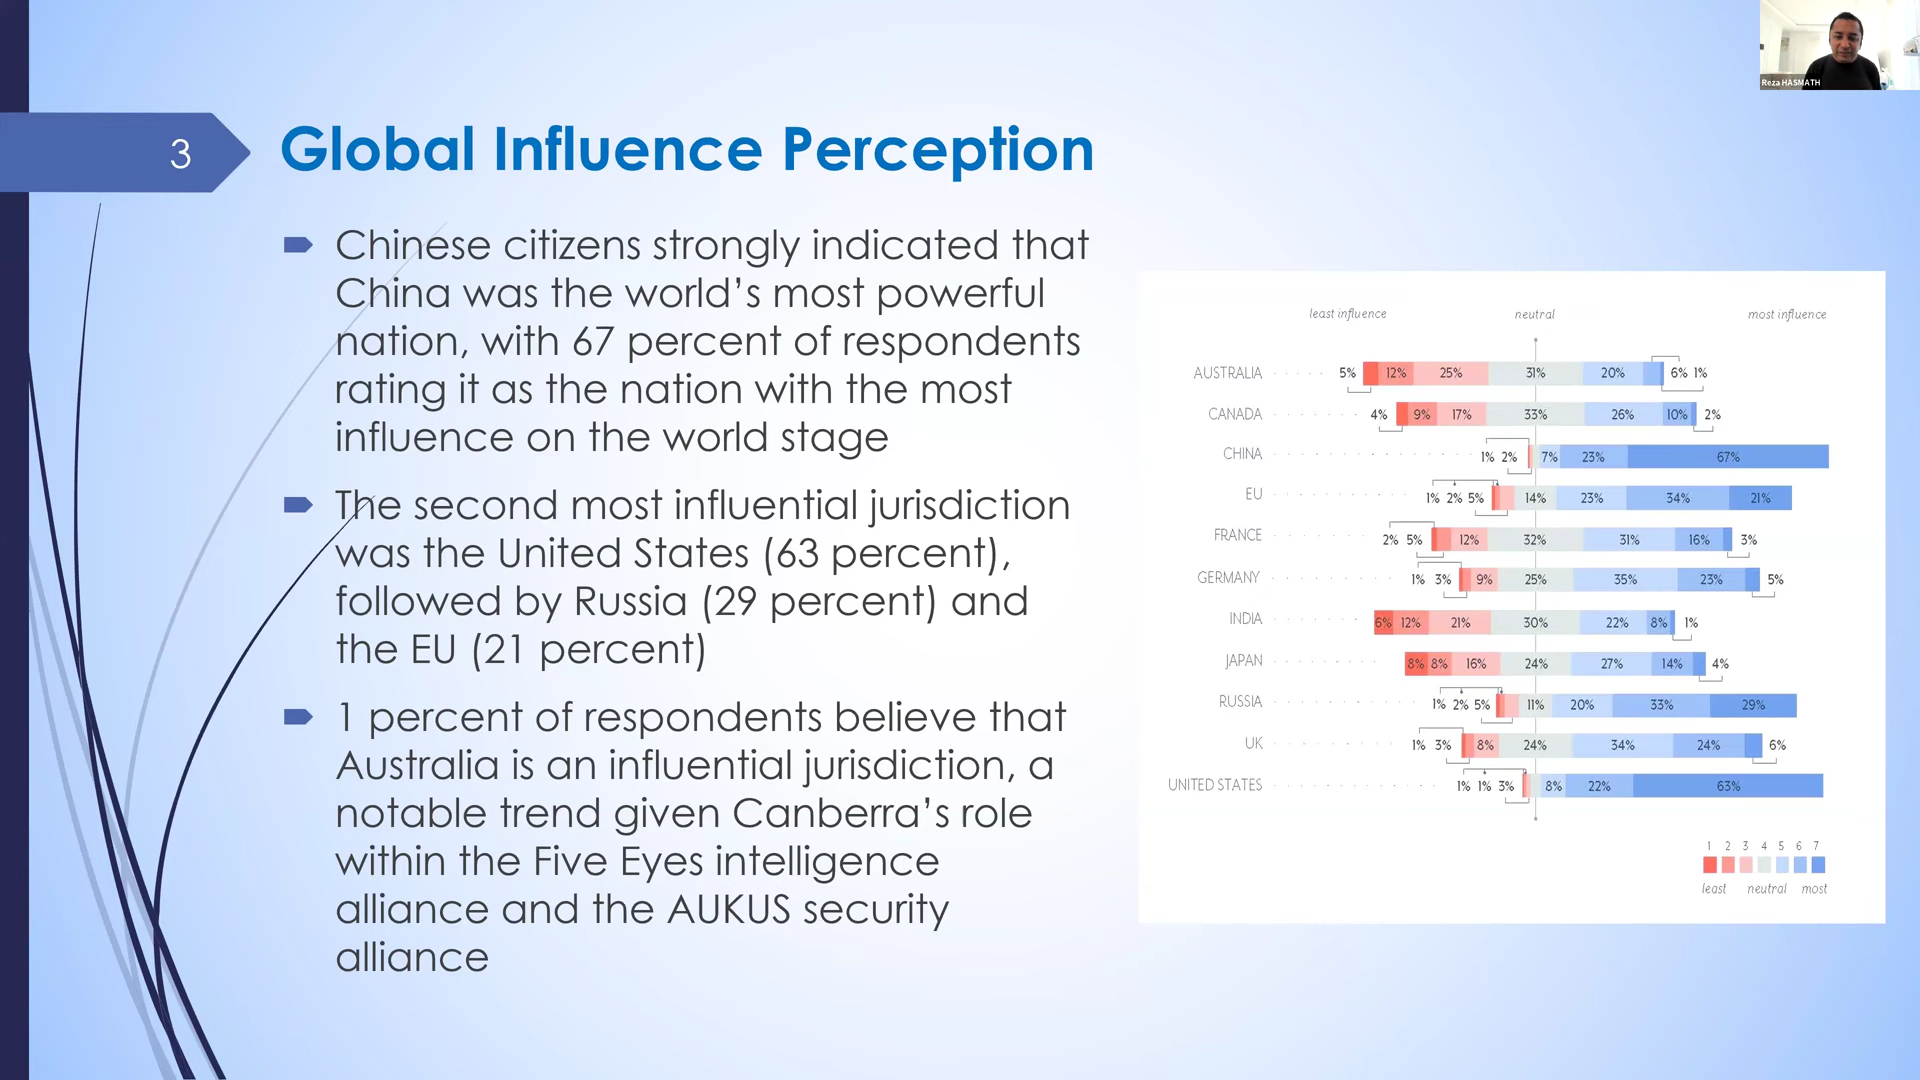 Reza HASMATH
3
Global Influence Perception
Chinese citizens strongly indicated that
China was the world’s most powerful
nation, with 67 percent of respondents
rating it as the nation with the most
influence on the world stage
The second most influential jurisdiction
was the United States (63 percent),
followed by Russia (29 percent) and
the EU (21 percent)
1 percent of respondents believe that
Australia is an influential jurisdiction, a
notable trend given Canberra’s role
within the Five Eyes intelligence
alliance and the AUKUS security
alliance
least influence neutral most influence
AUSTRALIA 5% 12% 25% 31% 20% 6% 1%
CANADA 4% 9% 17% 33% 26% 10% 2%
CHINA 1% 2% 7% 23% 67%
EU 1% 2% 5% 14% 23% 34% 21%
FRANCE 2% 5% 12% 32% 31% 16% 3%
GERMANY 1% 3% 9% 25% 35% 23% 5%
INDIA 6% 12% 21% 30% 22% 8% 1%
JAPAN 8% 8% 16% 24% 27% 14% 4%
RUSSIA 1% 2% 5% 11% 20% 33% 29%
UK 1% 3% 8% 24% 34% 24% 6%
UNITED STATES 1% 1% 3% 8% 22% 63%
1 2 3 4 5 6 7
least neutral most